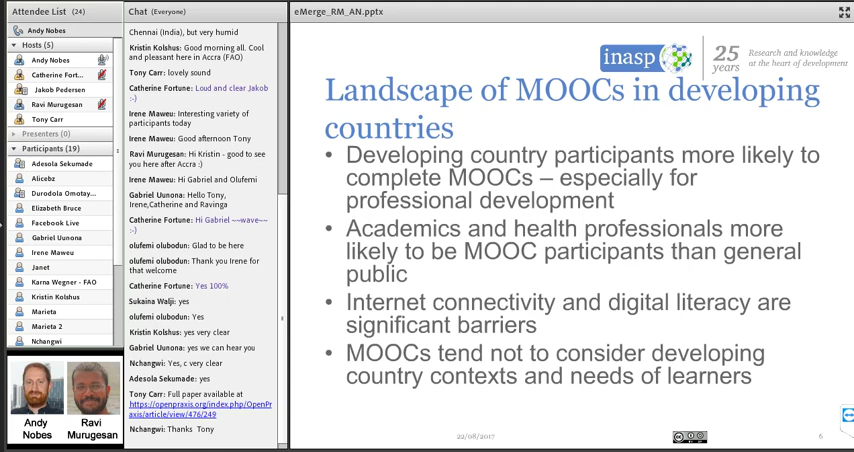 Attendee List (24)
Andy Nobes
Hosts (5)
Andy Nobes
Catherine Fort...
Jakob Pedersen
Ravi Murugesan
Tony Carr
Presenters (0)
Participants (19)
Adesola Sekumade
Alicebz
Durodola Omotay...
Elizabeth Bruce
Facebook Live
Gabriel Uunona
Irene Maweu
Janet
Karna Wegner - FAO
Kristin Kolshus
Marieta
Marieta 2
Nchangwi
Andy
Nobes
Ravi
Murugesan
Chat (Everyone)
Chennai (India), but very humid
Kristin Kolshus: Good morning all. Cool
and pleasant here in Accra (FAO)
Tony Carr: lovely sound
Catherine Fortune: Loud and clear Jakob
:-)
Irene Maweu: Interesting variety of
participants today
Irene Maweu: Good afternoon Tony
Ravi Murugesan: Hi Kristin - good to see
you here after Accra :)
Irene Maweu: Hi Gabriel and Olufemi
Gabriel Uunona: Hello Tony,
Irene,Catherine and Ravinga
Catherine Fortune: Hi Gabriel ~~wave~~
:-)
olufemi olubodun: Glad to be here
olufemi olubodun: Thank you Irene for
that welcome
Catherine Fortune: Yes 100%
Sukaina Walji: yes
olufemi olubodun: Yes
Kristin Kolshus: yes very clear
Gabriel Uunona: yes we can hear you
Nchangwi: Yes, c very clear
Adesola Sekumade: yes
Tony Carr: Full paper available at
https://openpraxis.org/index.php/OpenPr
axis/article/view/476/249
Nchangwi: Thanks Tony
eMerge_RM_AN.pptx
inasp
25
years
Research and knowledge
at the heart of development
Landscape of MOOCs in developing
countries
• Developing country participants more likely to
complete MOOCs – especially for
professional development
• Academics and health professionals more
likely to be MOOC participants than general
public
• Internet connectivity and digital literacy are
significant barriers
• MOOCs tend not to consider developing
country contexts and needs of learners
22/08/2017
6